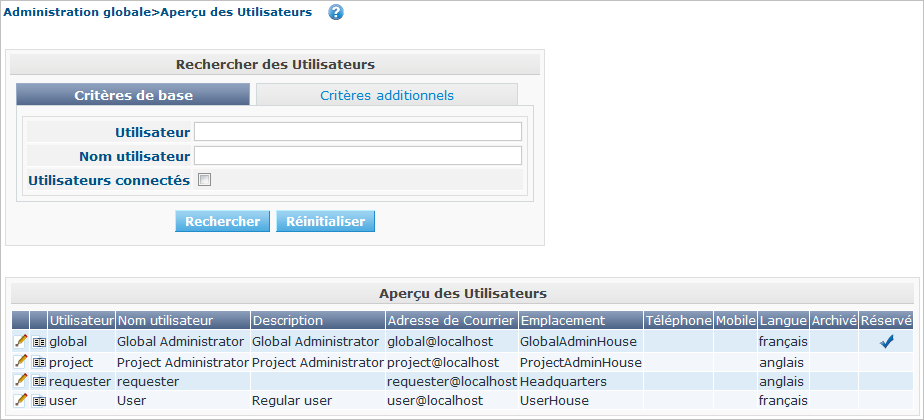 Administration globale>Aperçu des Utilisateurs ?
Rechercher des Utilisateurs
Critères de base Critères additionnels
Utilisateur
Nom utilisateur
Utilisateurs connectés
Rechercher Réinitialiser
Aperçu des Utilisateurs
Utilisateur Nom utilisateur Description Adresse de Courrier Emplacement Téléphone Mobile Langue Archivé Réservé
global Global Administrator Global Administrator global@localhost GlobalAdminHouse français
project Project Administrator Project Administrator project@localhost ProjectAdminHouse anglais
requester requester requester@localhost Headquarters anglais
user User Regular user user@localhost UserHouse français